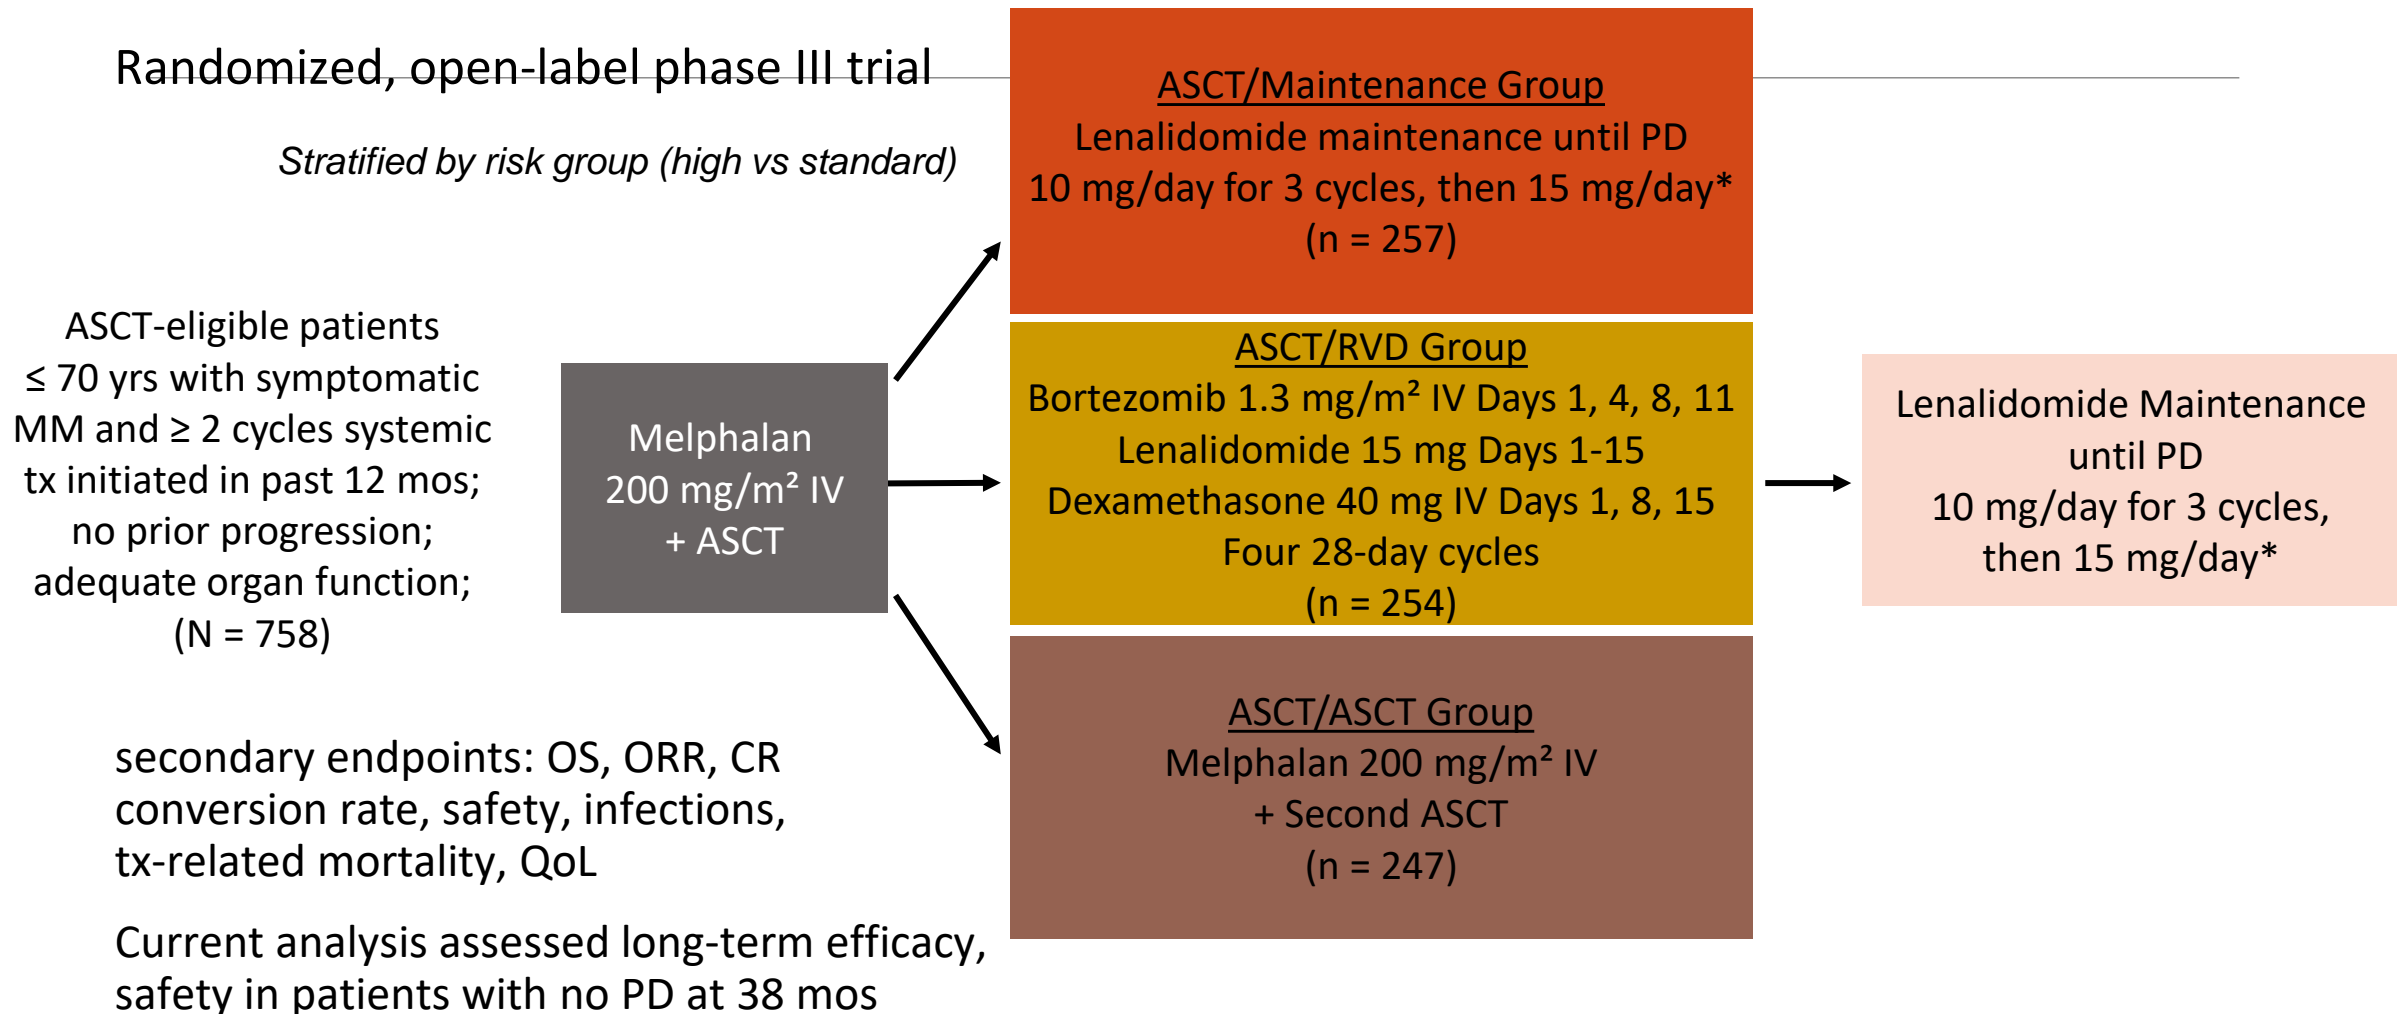 Randomized, open-label phase III trial
Stratified by risk group (high vs standard)
ASCT-eligible patients
≤ 70 yrs with symptomatic
MM and ≥ 2 cycles systemic
tx initiated in past 12 mos;
no prior progression;
adequate organ function;
(N = 758)
Melphalan
200 mg/m² IV
+ ASCT
ASCT/Maintenance Group
Lenalidomide maintenance until PD
10 mg/day for 3 cycles, then 15 mg/day*
(n = 257)
ASCT/RVD Group
Bortezomib 1.3 mg/m² IV Days 1, 4, 8, 11
Lenalidomide 15 mg Days 1-15
Dexamethasone 40 mg IV Days 1, 8, 15
Four 28-day cycles
(n = 254)
ASCT/ASCT Group
Melphalan 200 mg/m² IV
+ Second ASCT
(n = 247)
Lenalidomide Maintenance
until PD
10 mg/day for 3 cycles,
then 15 mg/day*
secondary endpoints: OS, ORR, CR
conversion rate, safety, infections,
tx-related mortality, QoL
Current analysis assessed long-term efficacy,
safety in patients with no PD at 38 mos